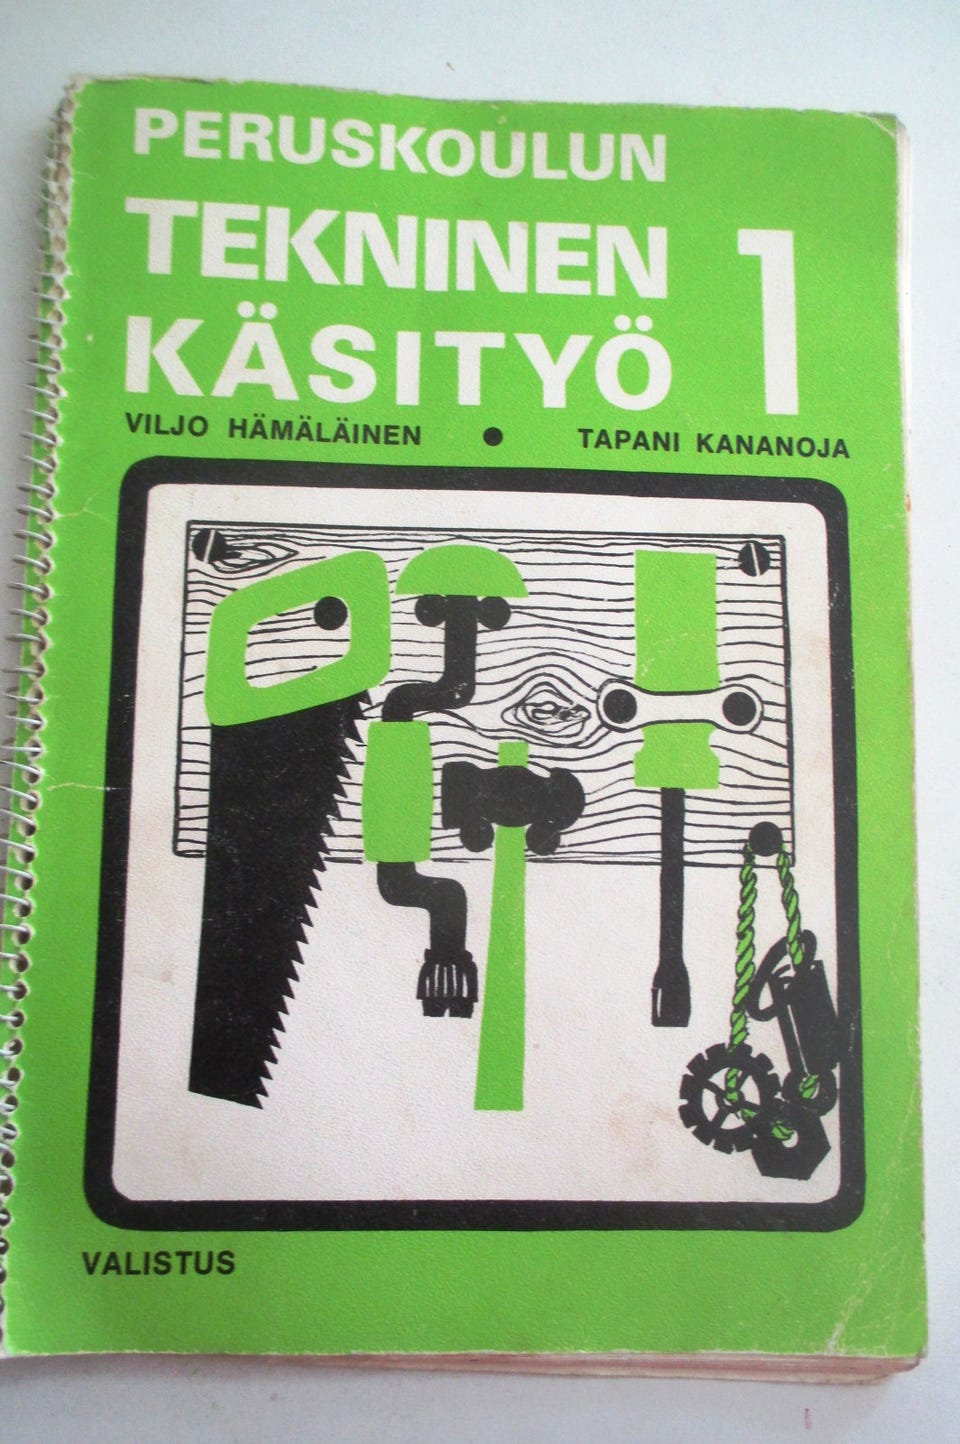 PERUSKOULUN
TEKNINEN 1
KÄSITYÖ
VILJO HÄMÄLÄINEN ● TAPANI KANANOJA
VALISTUS